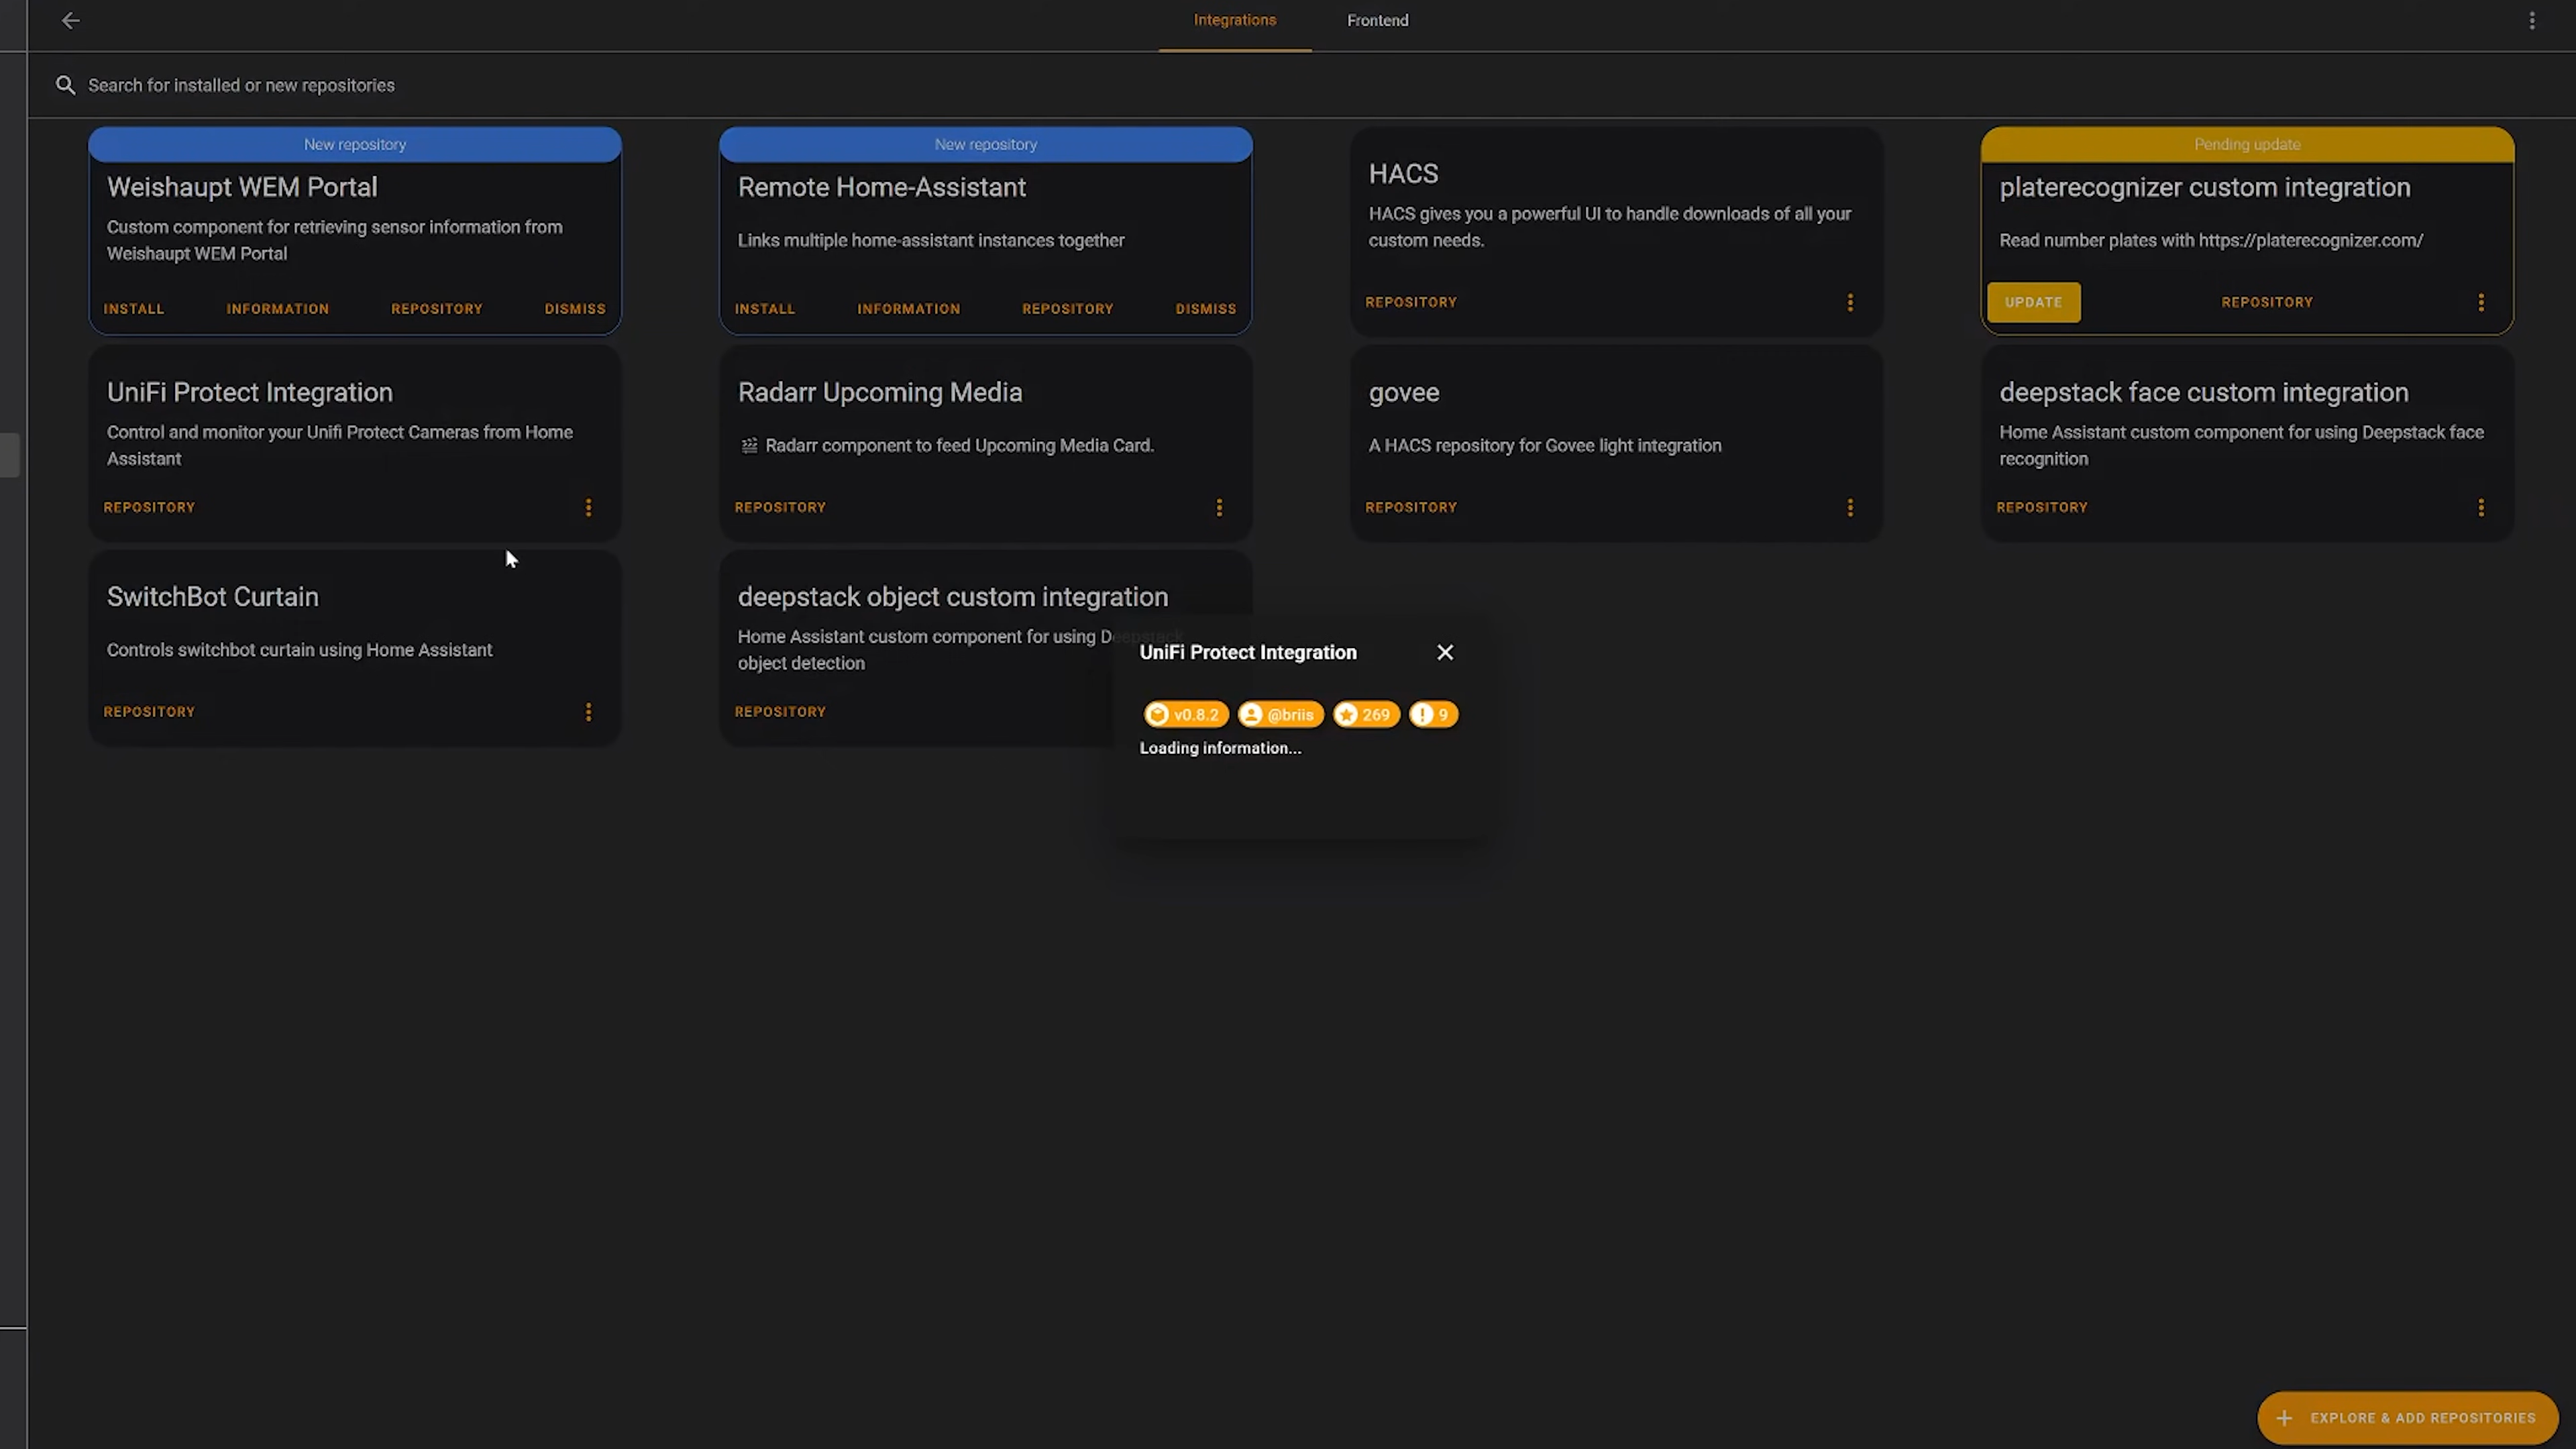 Integrations
Frontend
Search for installed or new repositories
New repository
Weishaupt WEM Portal
Custom component for retrieving sensor information from
Weishaupt WEM Portal
INSTALL INFORMATION REPOSITORY DISMISS
New repository
Remote Home-Assistant
Links multiple home-assistant instances together
INSTALL INFORMATION REPOSITORY DISMISS
HACS
HACS gives you a powerful UI to handle downloads of all your
custom needs.
REPOSITORY
Pending update
platerecognizer custom integration
Read number plates with https://platerecognizer.com/
UPDATE REPOSITORY
UniFi Protect Integration
Control and monitor your Unifi Protect Cameras from Home
Assistant
REPOSITORY
Radarr Upcoming Media
Radarr component to feed Upcoming Media Card.
REPOSITORY
govee
A HACS repository for Govee light integration
REPOSITORY
deepstack face custom integration
Home Assistant custom component for using Deepstack face
recognition
REPOSITORY
SwitchBot Curtain
Controls switchbot curtain using Home Assistant
REPOSITORY
deepstack object custom integration
Home Assistant custom component for using Deepstack
object detection
REPOSITORY
UniFi Protect Integration
v0.8.2 @briis 269 9
Loading information...
EXPLORE & ADD REPOSITORIES